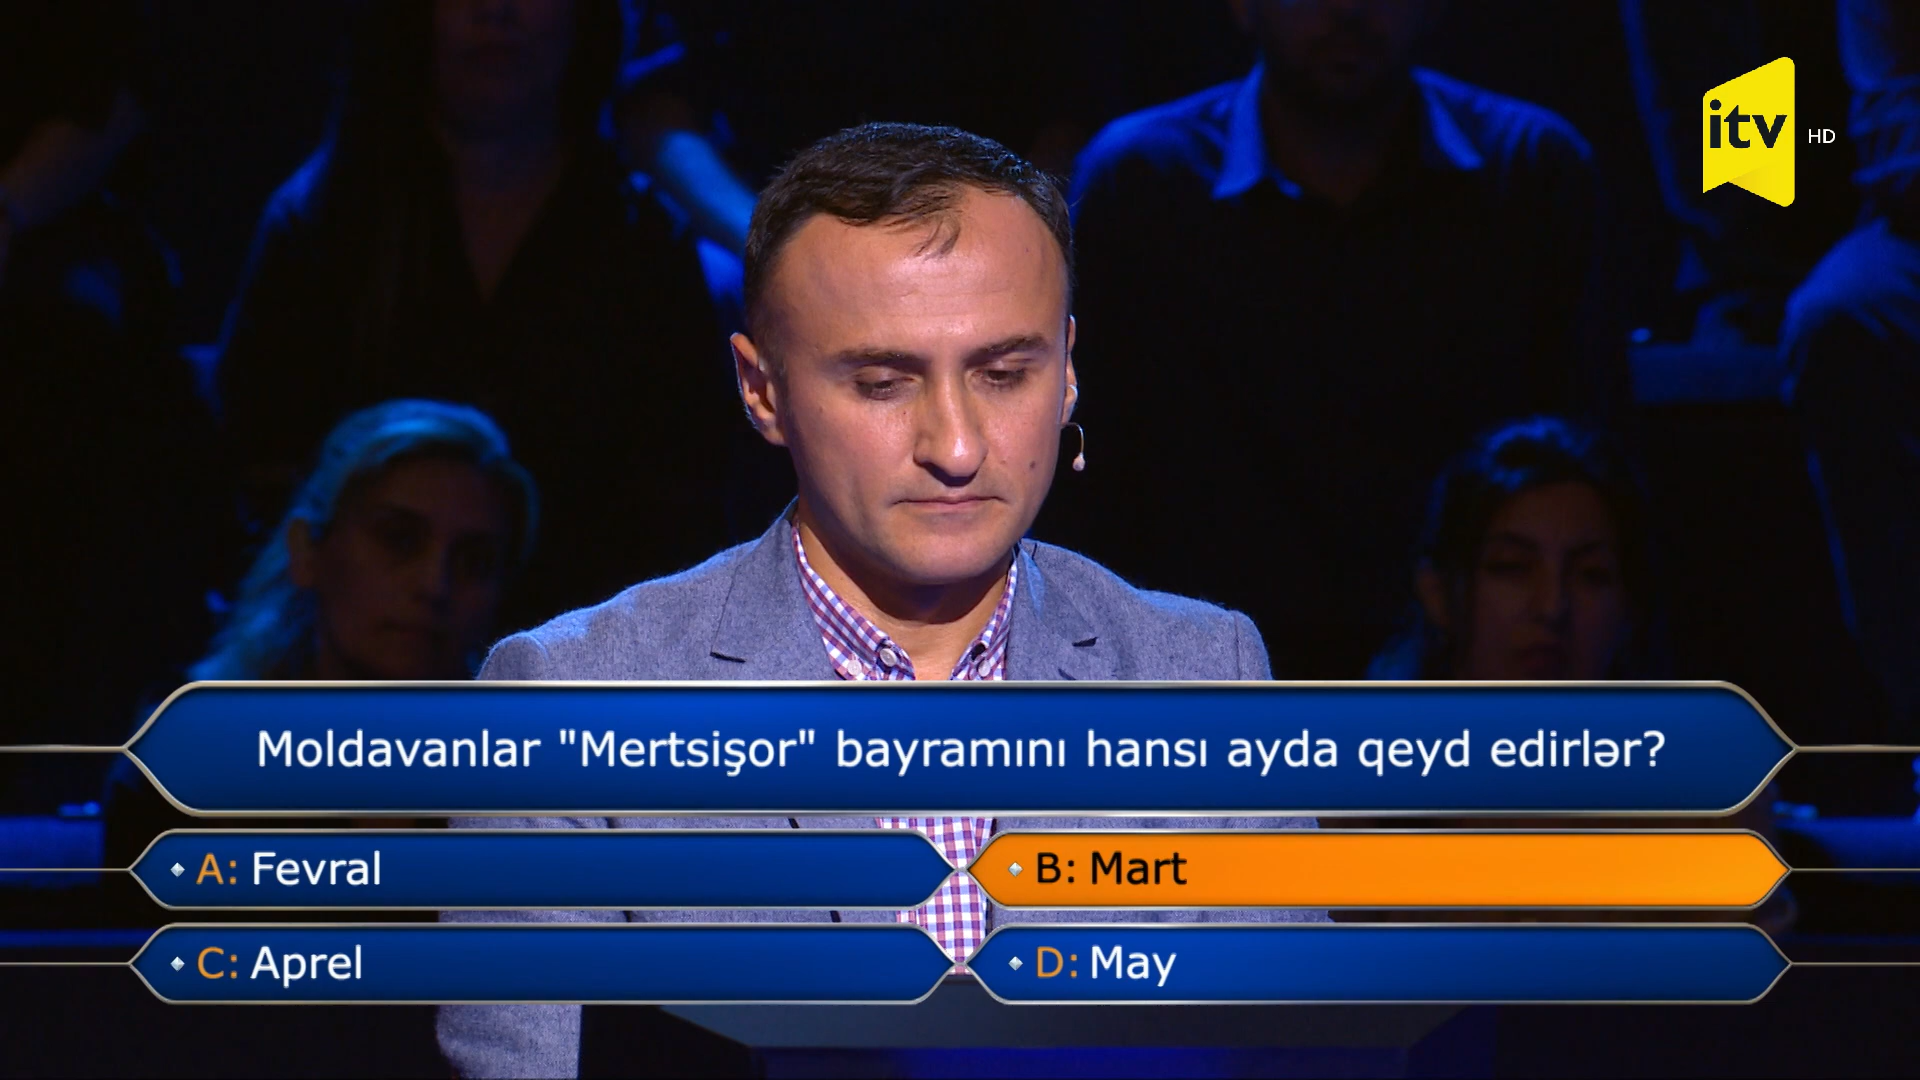 itv HD
Moldavanlar "Mertsişor" bayramını hansı ayda qeyd edirlər?
A: Fevral
B: Mart
C: Aprel
D: May